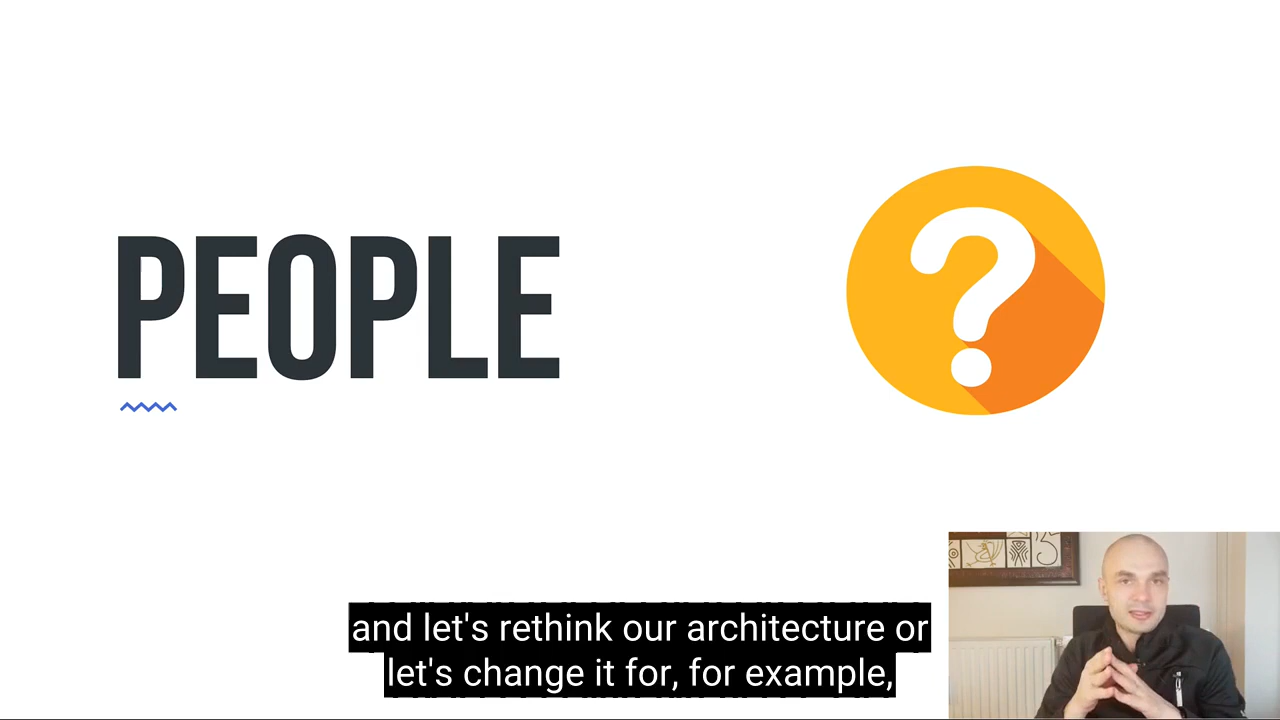 PEOPLE
?
and let's rethink our architecture or
let's change it for, for example,